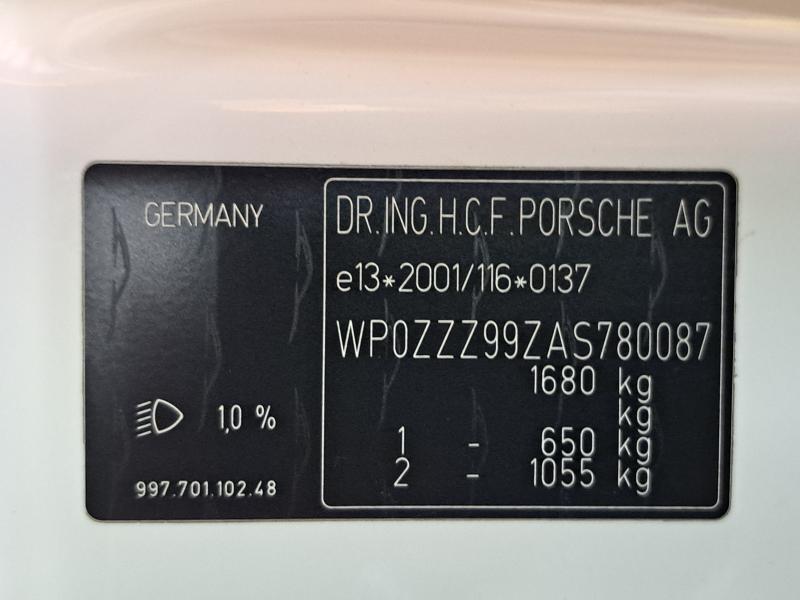 GERMANY
1,0 %
997.701.102.48
DR.ING.H.C.F.PORSCHE AG
e13*2001/116*0137
WP0ZZZ99ZAS780087
1680 kg
kg
1 - 650 kg
2 - 1055 kg